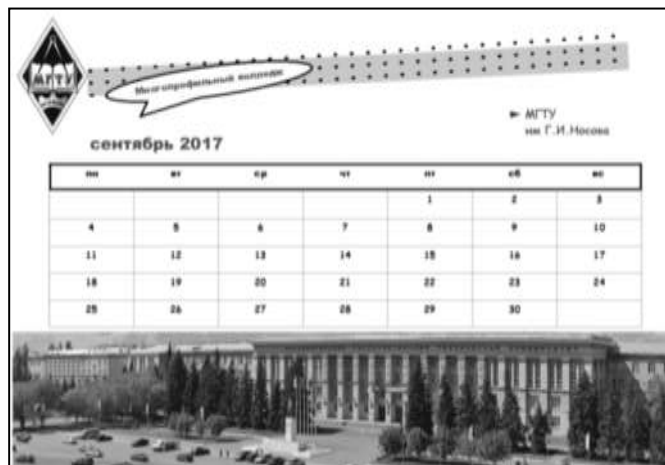 МГТУ
Многопрофильный колледж
► МГТУ
им Г.И.Носова
сентябрь 2017
пн вт ср чт пт сб вс
1 2 3
4 5 6 7 8 9 10
11 12 13 14 15 16 17
18 19 20 21 22 23 24
25 26 27 28 29 30